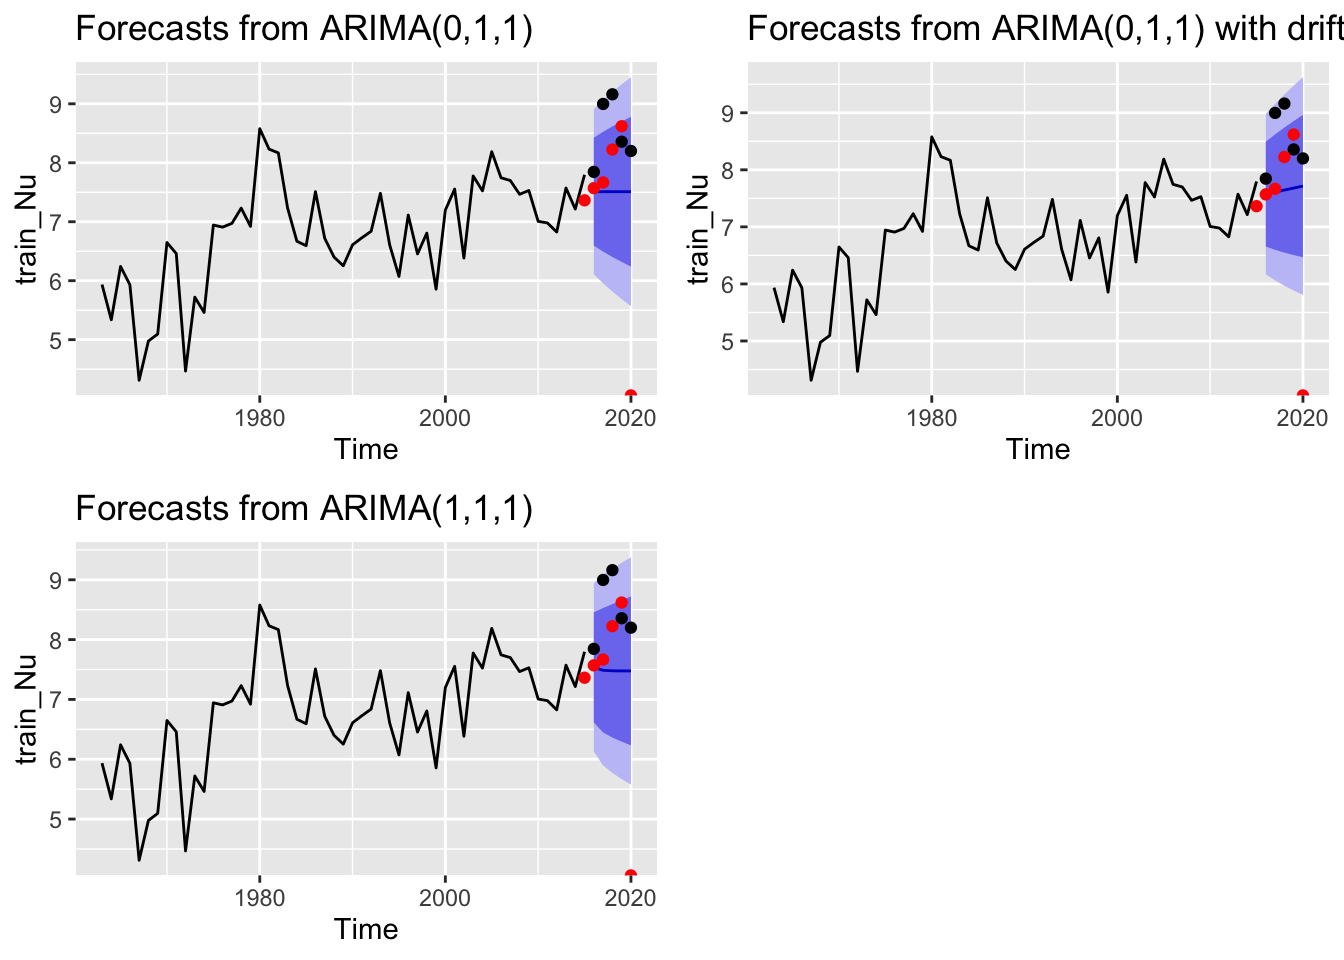 Forecasts from ARIMA(0,1,1)
train_Nu
9
8
7
6
5
1980
2000
2020
Time
Forecasts from ARIMA(0,1,1) with drift
train_Nu
9
8
7
6
5
1980
2000
2020
Time
Forecasts from ARIMA(1,1,1)
train_Nu
9
8
7
6
5
1980
2000
2020
Time